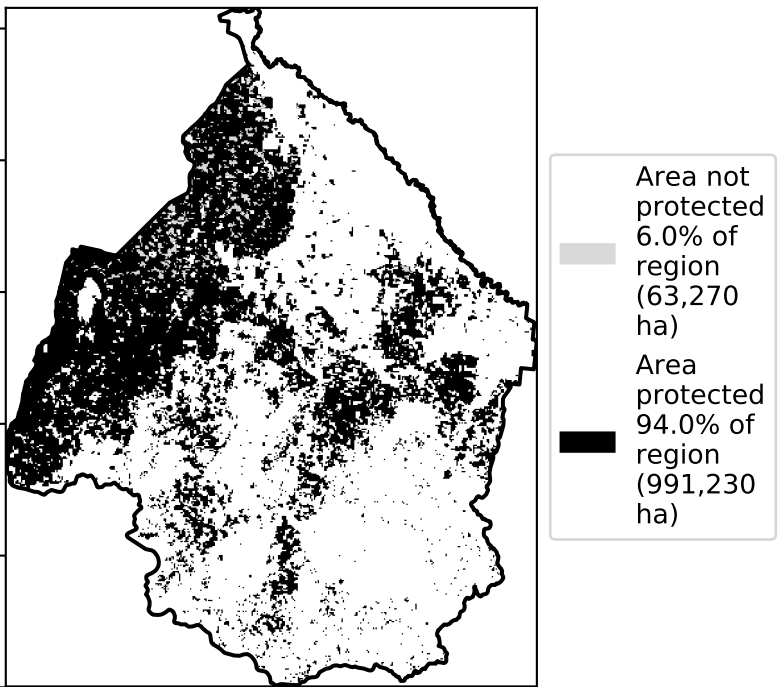 Area not
protected
6.0% of
region
(63,270
ha)
Area
protected
94.0% of
region
(991,230
ha)